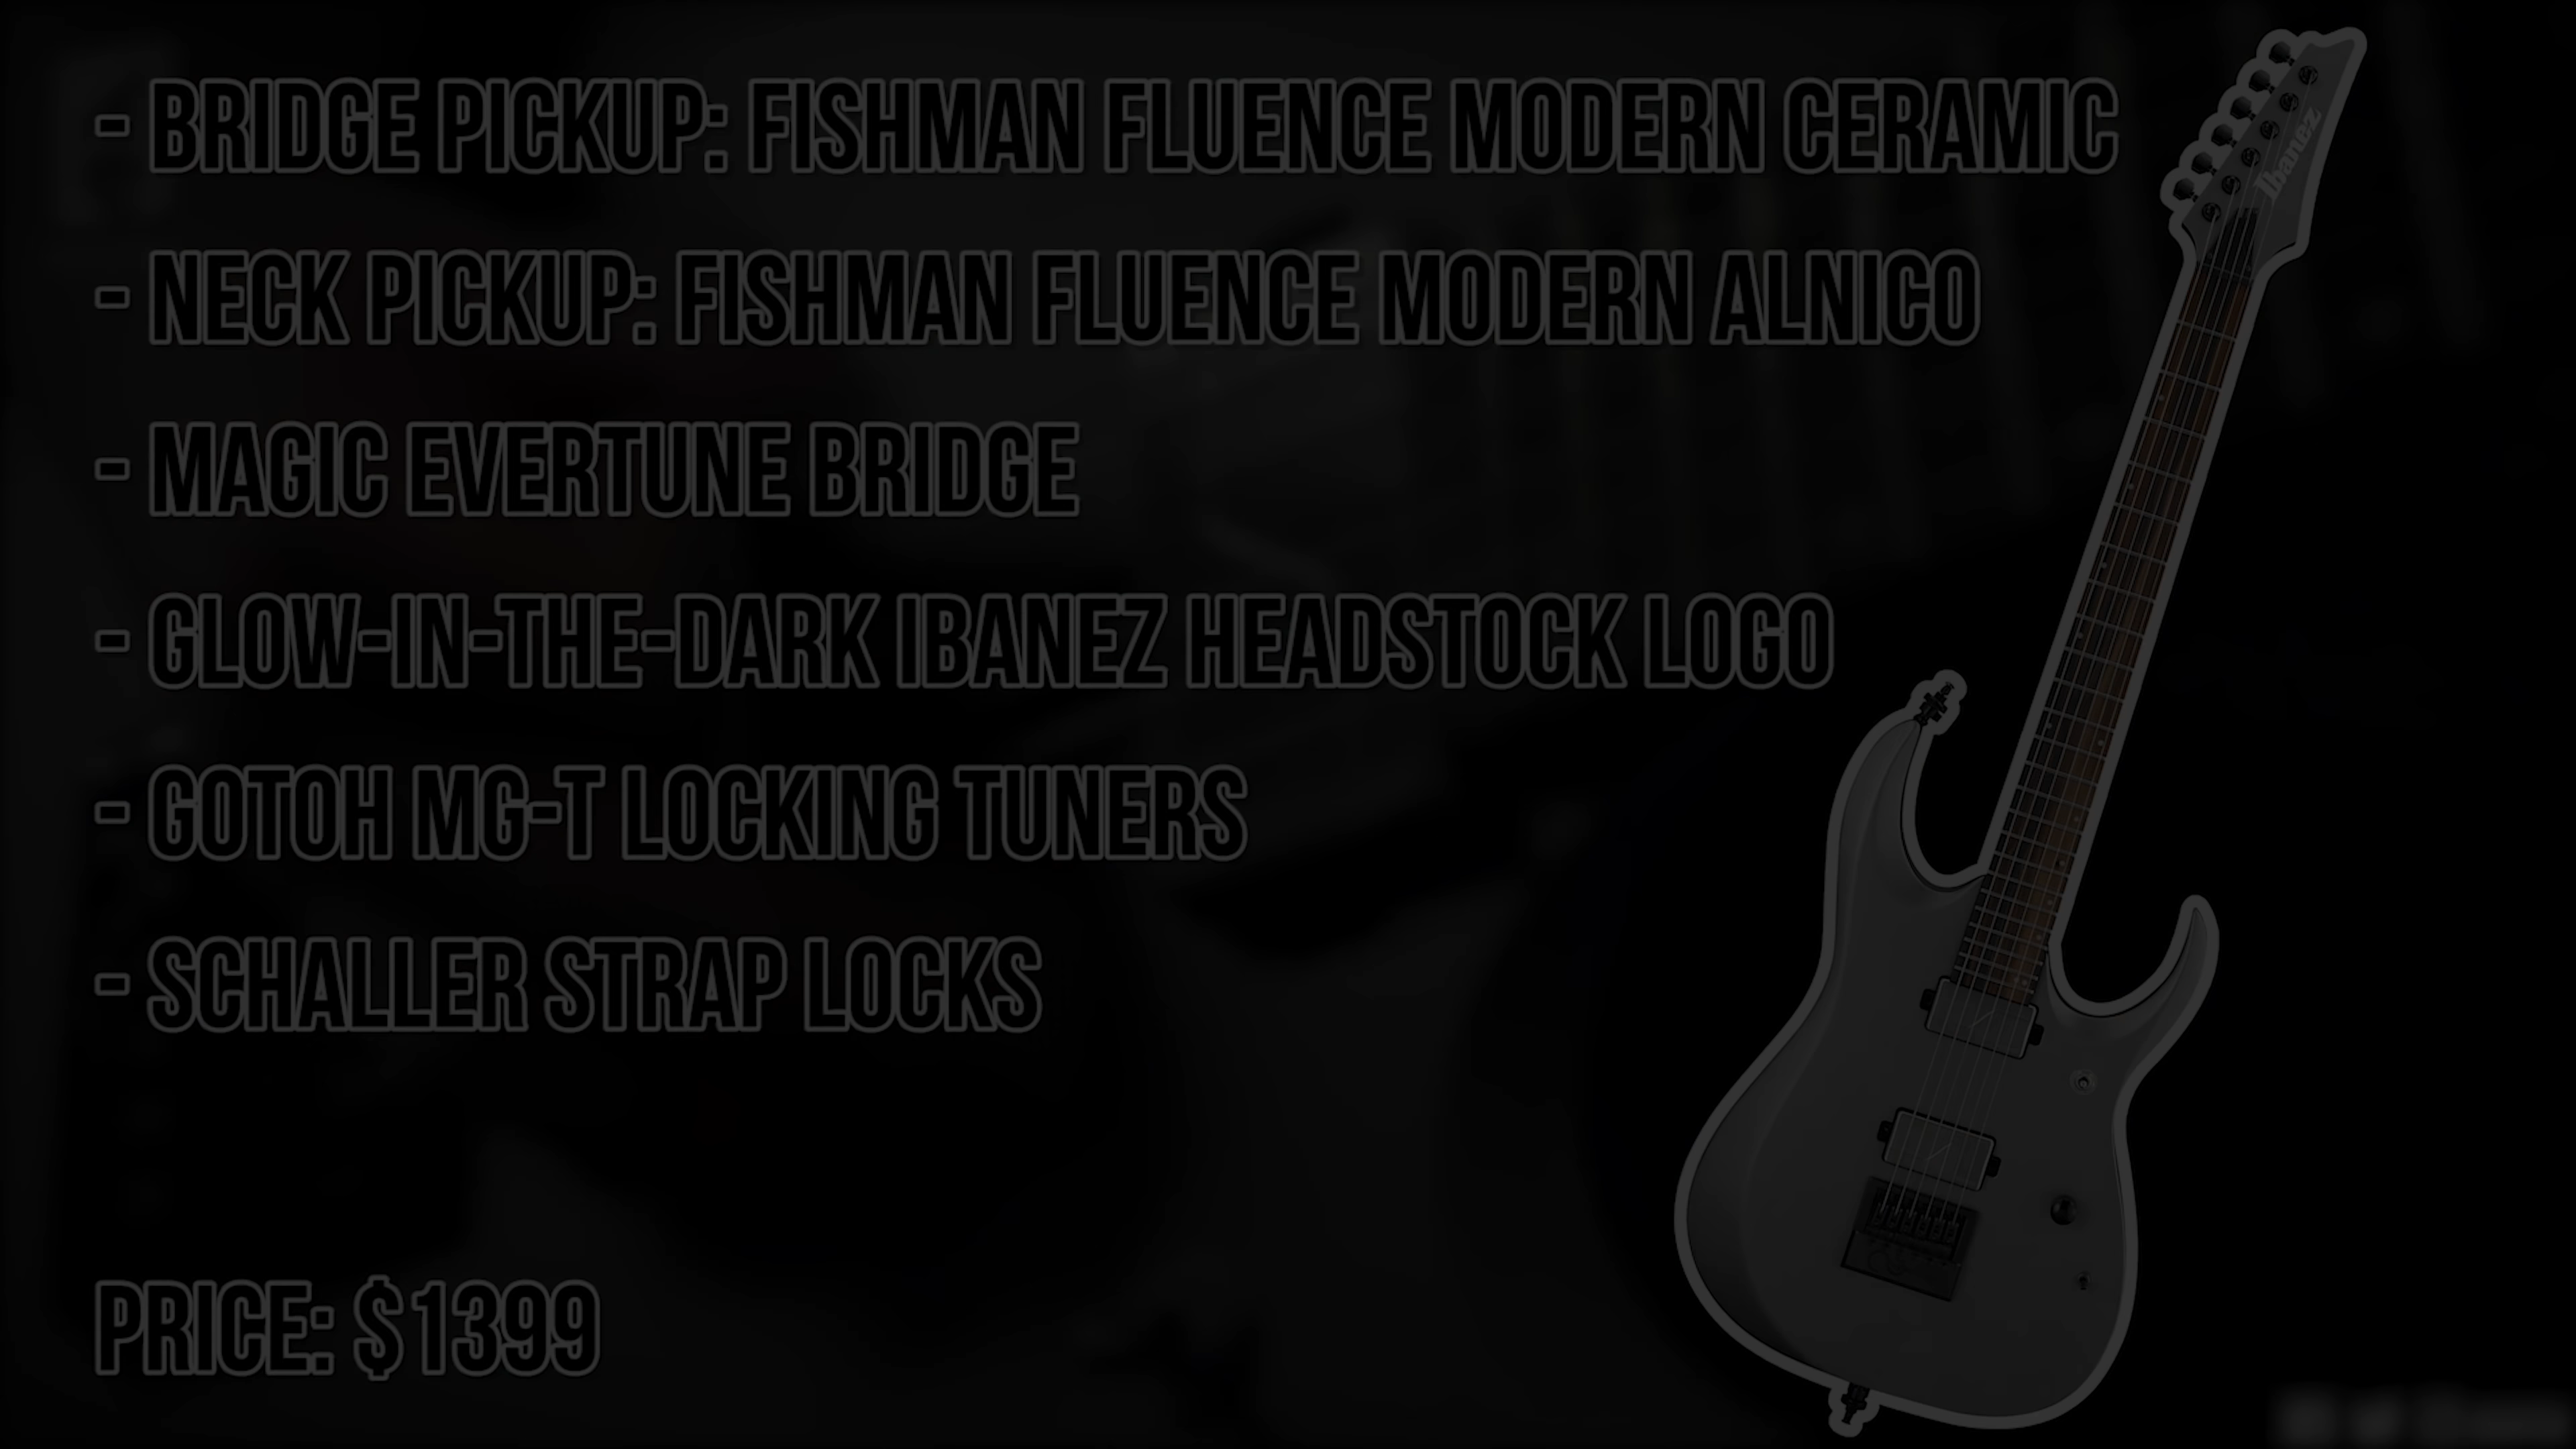 - BRIDGE PICKUP: FISHMAN FLUENCE MODERN CERAMIC
- NECK PICKUP: FISHMAN FLUENCE MODERN ALNICO
- MAGIC EVERTUNE BRIDGE
- GLOW-IN-THE-DARK IBANEZ HEADSTOCK LOGO
- GOTOH MG-T LOCKING TUNERS
- SCHALLER STRAP LOCKS
PRICE: $1399
Ibanez